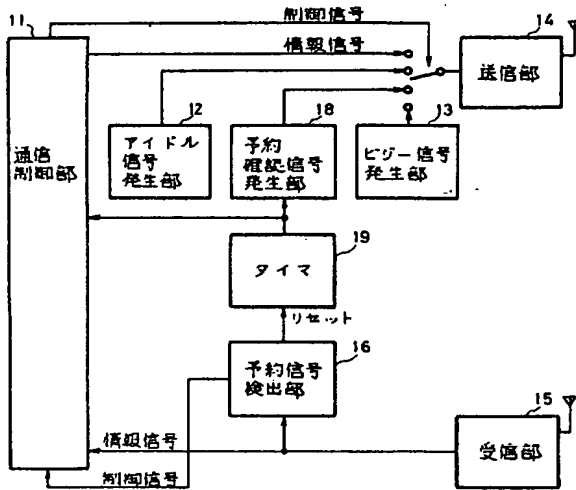 11
制御信号
情報信号
14
送信部
通信
制御部
12
アイドル
信号
発生部
18
予約
確認信号
発生部
13
ビジー信号
発生部
19
タイマ
リセット
16
予約信号
検出部
15
受信部
情報信号
制御信号